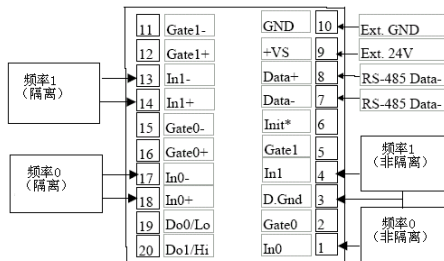 11 Gate1- GND 10 Ext. GND
12 Gate1+ +VS 9 Ext. 24V
13 In1- Data+ 8 RS-485 Data-
14 In1+ Data- 7 RS-485 Data-
15 Gate0- Init* 6
16 Gate0+ Gate1 5
17 In0- In1 4
18 In0+ D.Gnd 3
19 Do0/Lo Gate0 2
20 Do1/Hi In0 1
频率1
（隔离）
频率0
（隔离）
频率1
（非隔离）
频率0
（非隔离）